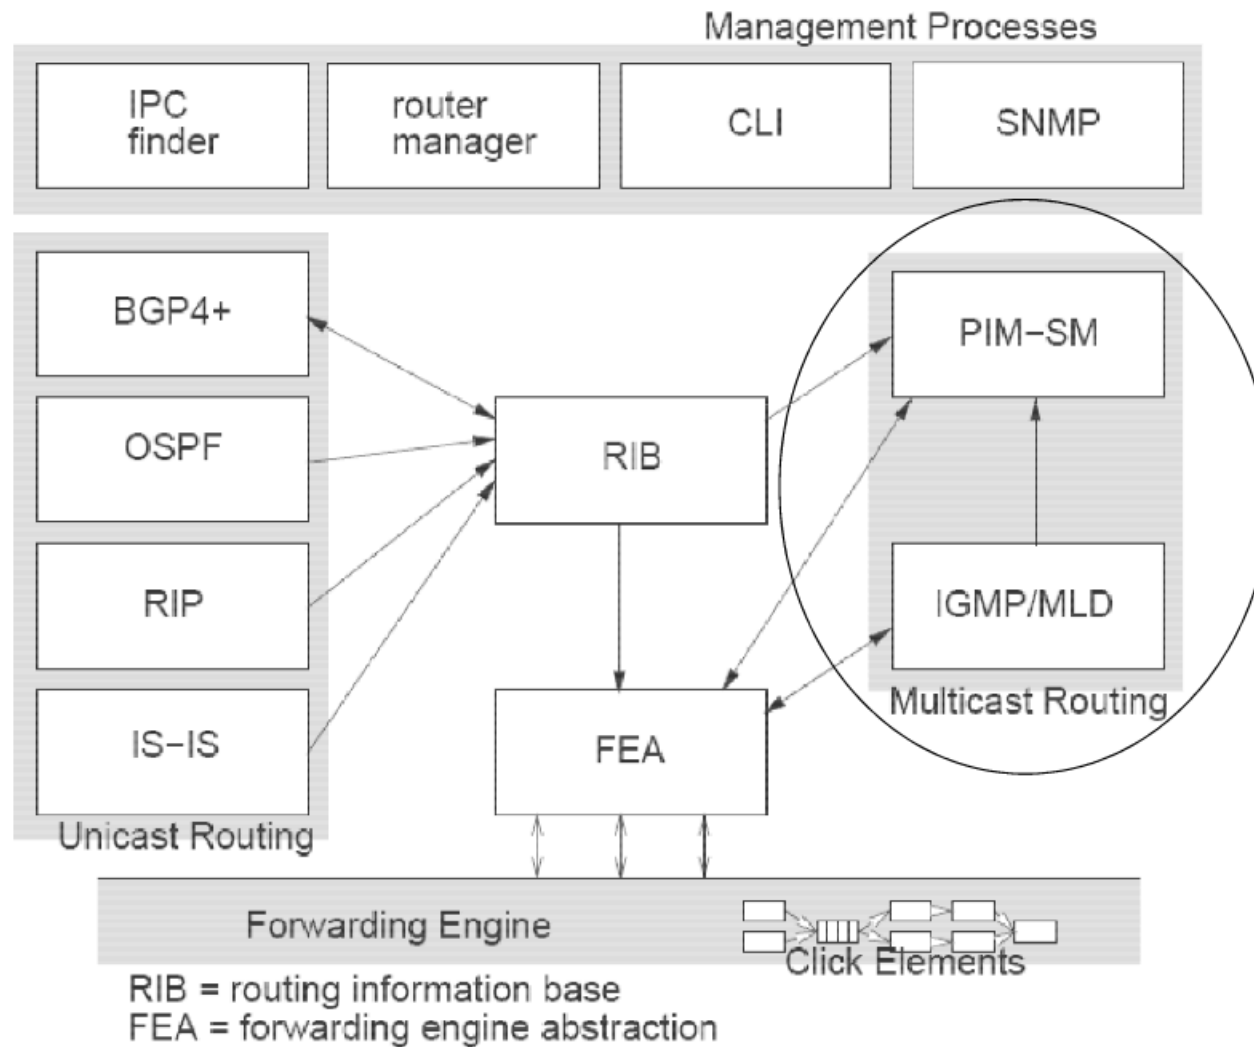 Management Processes
IPC
finder
router
manager
CLI
SNMP
BGP4+
OSPF
RIP
IS−IS
Unicast Routing
RIB
FEA
PIM−SM
IGMP/MLD
Multicast Routing
Forwarding Engine
Click Elements
RIB = routing information base
FEA = forwarding engine abstraction